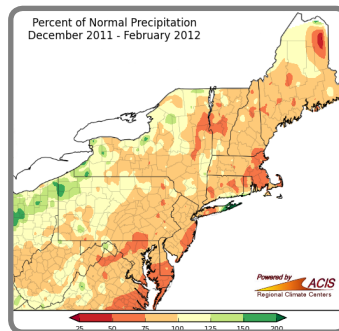 Percent of Normal Precipitation
December 2011 - February 2012
Powered by
ACIS
Regional Climate Centers
25 50 75 100 125 150 200